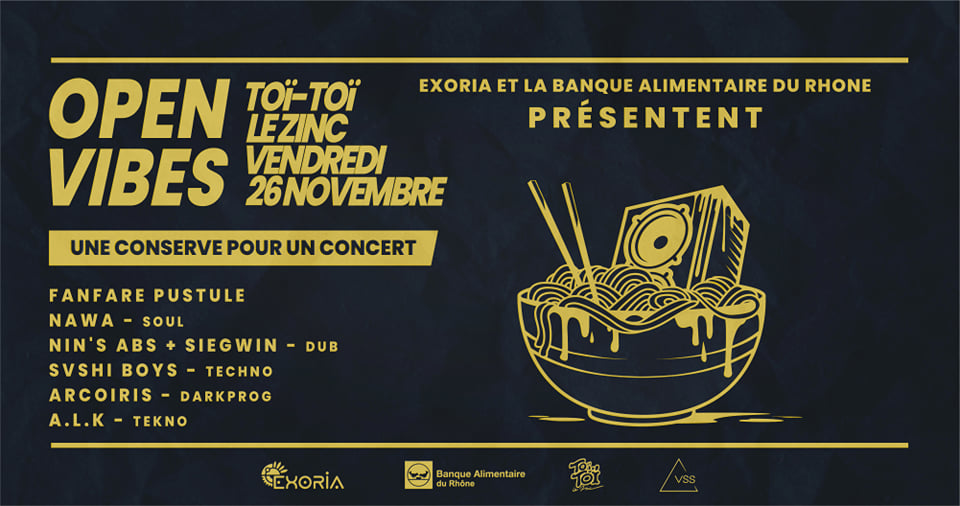 OPEN
VIBES
TOÏ-TOÏ
LE ZINC
VENDREDI
26 NOVEMBRE
EXORIA ET LA BANQUE ALIMENTAIRE DU RHONE
PRÉSENTENT
UNE CONSERVE POUR UN CONCERT
FANFARE PUSTULE
NAWA - SOUL
NIN'S ABS + SIEGWIN - DUB
SVSHI BOYS - TECHNO
ARCOIRIS - DARKPROG
A.L.K - TEKNO
EXORIA
Banque Alimentaire
du Rhône
TOÏ
TOÏ
VSS